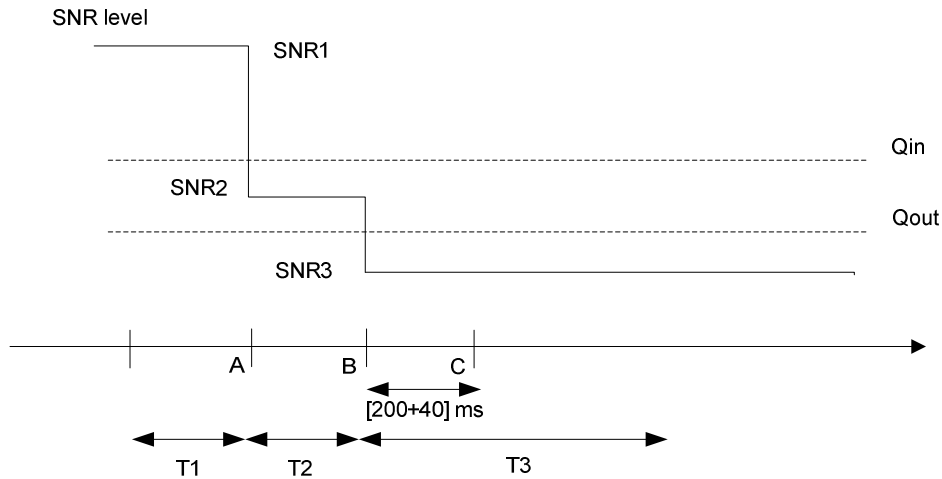 SNR level
SNR1
Qin
SNR2
Qout
SNR3
A
B
C
[200+40] ms
T1
T2
T3